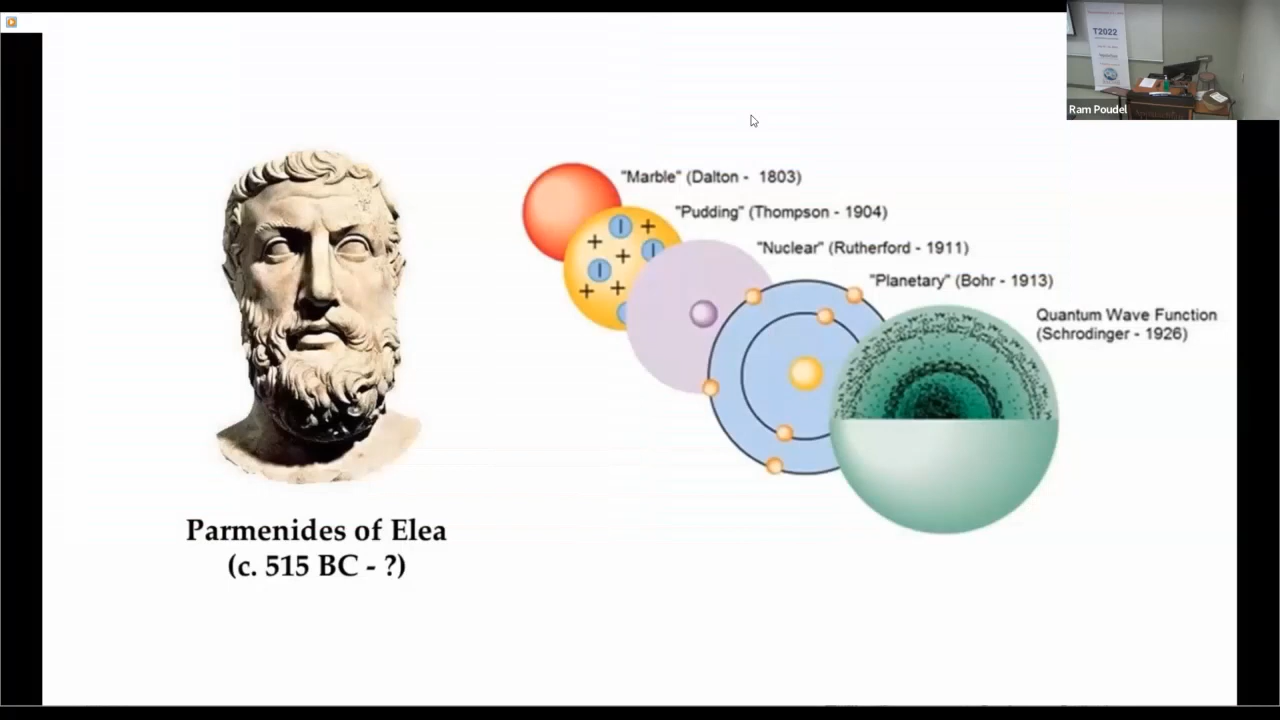 T2022
Ram Poudel
"Marble" (Dalton - 1803)
"Pudding" (Thompson - 1904)
"Nuclear" (Rutherford - 1911)
"Planetary" (Bohr - 1913)
Quantum Wave Function
(Schrodinger - 1926)
Parmenides of Elea
(c. 515 BC - ?)